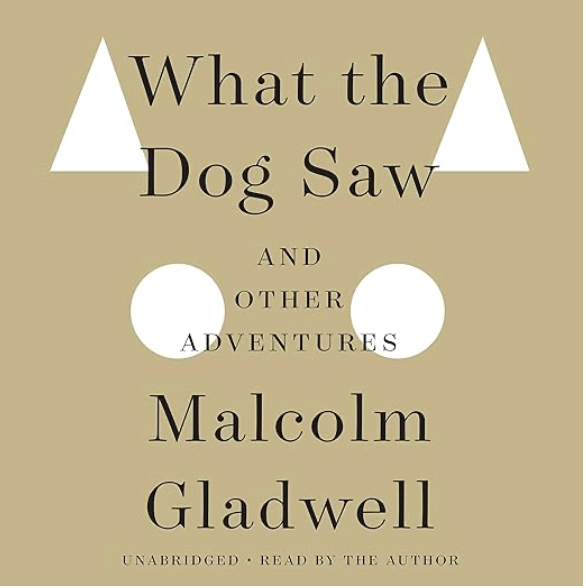 What the
Dog Saw
AND
OTHER
ADVENTURES
Malcolm
Gladwell
UNABRIDGED • READ BY THE AUTHOR